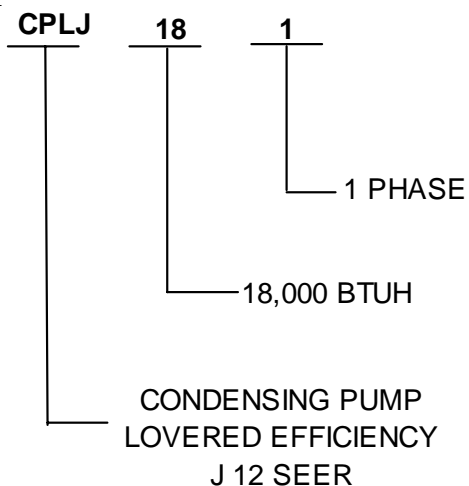 CPLJ 18 1
1 PHASE
18,000 BTUH
CONDENSING PUMP
LOVERED EFFICIENCY
J 12 SEER